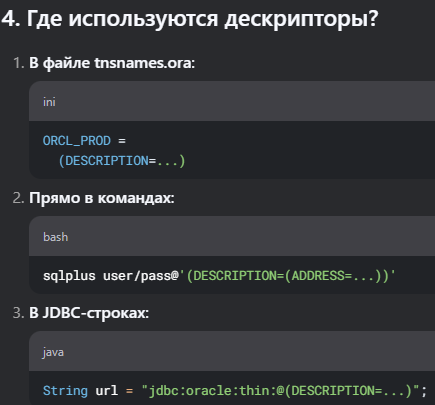 4. Где используются дескрипторы?
1. В файле tnsnames.ora:
ini
ORCL_PROD =
  (DESCRIPTION=...)
2. Прямо в командах:
bash
sqlplus user/pass@'(DESCRIPTION=(ADDRESS=...))'
3. В JDBC-строках:
java
String url = "jdbc:oracle:thin:@(DESCRIPTION=...)";